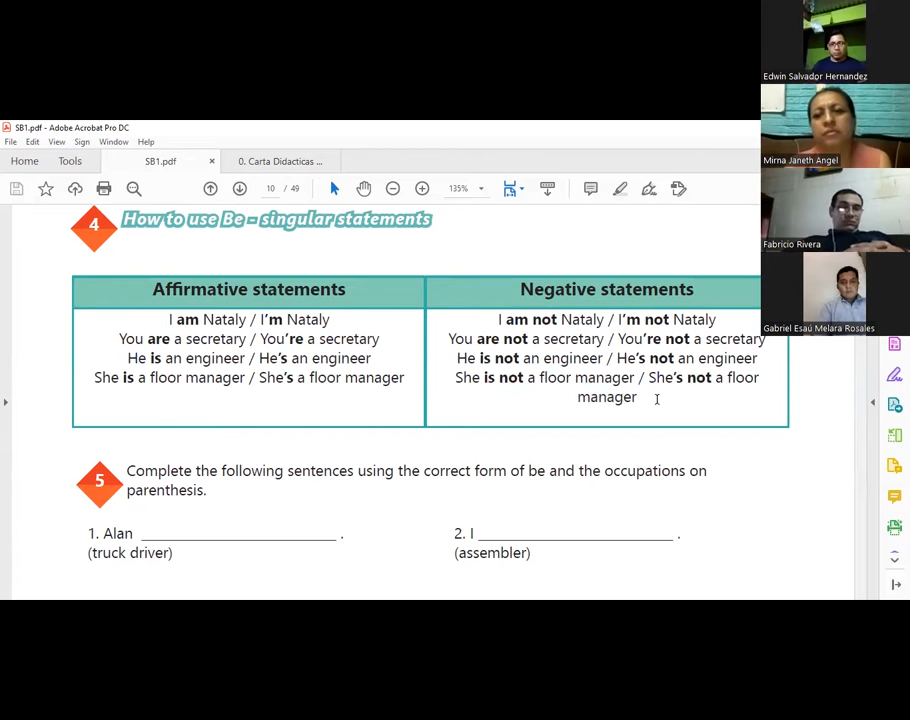 Edwin Salvador Hernandez
SB1.pdf - Adobe Acrobat Pro DC
File Edit View Sign Window Help
Mirna Janeth Angel
Home Tools SB1.pdf × 0. Carta Didacticas ...
10 / 49 135%
4 How to use Be - singular statements
Fabricio Rivera
Affirmative statements
I am Nataly / I'm Nataly
You are a secretary / You're a secretary
He is an engineer / He's an engineer
She is a floor manager / She's a floor manager
Negative statements
I am not Nataly / I'm not Nataly
You are not a secretary / You're not a secretary
He is not an engineer / He's not an engineer
She is not a floor manager / She's not a floor
manager
Gabriel Esaú Melara Rosales
5 Complete the following sentences using the correct form of be and the occupations on
parenthesis.
1. Alan ______________________ .
(truck driver)
2. I ______________________ .
(assembler)